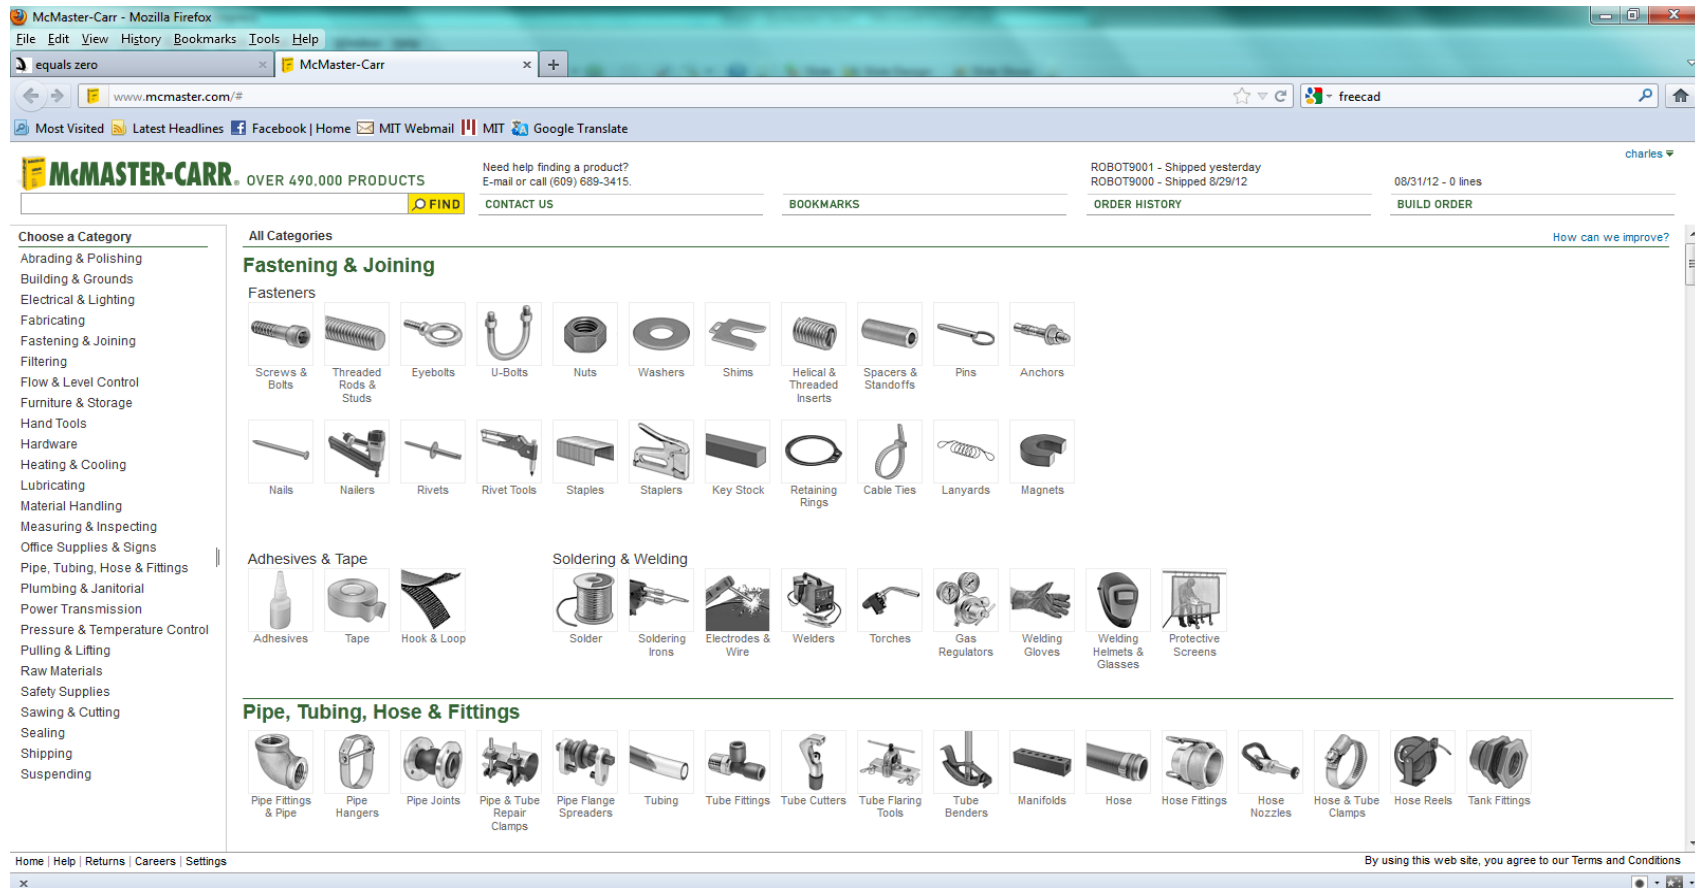 McMaster-Carr - Mozilla Firefox
File Edit View History Bookmarks Tools Help
equals zero
McMaster-Carr
www.mcmaster.com/#
freecad
Most Visited Latest Headlines Facebook | Home MIT Webmail MIT Google Translate
McMASTER-CARR. OVER 490,000 PRODUCTS
FIND
Need help finding a product?
E-mail or call (609) 689-3415.
CONTACT US
BOOKMARKS
ROBOT9001 - Shipped yesterday
ROBOT9000 - Shipped 8/29/12
ORDER HISTORY
charles
08/31/12 - 0 lines
BUILD ORDER
Choose a Category
Abrading & Polishing
Building & Grounds
Electrical & Lighting
Fabricating
Fastening & Joining
Filtering
Flow & Level Control
Furniture & Storage
Hand Tools
Hardware
Heating & Cooling
Lubricating
Material Handling
Measuring & Inspecting
Office Supplies & Signs
Pipe, Tubing, Hose & Fittings
Plumbing & Janitorial
Power Transmission
Pressure & Temperature Control
Pulling & Lifting
Raw Materials
Safety Supplies
Sawing & Cutting
Sealing
Shipping
Suspending
All Categories
How can we improve?
Fastening & Joining
Fasteners
Screws & Bolts
Threaded Rods & Studs
Eyebolts
U-Bolts
Nuts
Washers
Shims
Helical & Threaded Inserts
Spacers & Standoffs
Pins
Anchors
Nails
Nailers
Rivets
Rivet Tools
Staples
Staplers
Key Stock
Retaining Rings
Cable Ties
Lanyards
Magnets
Adhesives & Tape
Adhesives
Tape
Hook & Loop
Soldering & Welding
Solder
Soldering Irons
Electrodes & Wire
Welders
Torches
Gas Regulators
Welding Gloves
Welding Helmets & Glasses
Protective Screens
Pipe, Tubing, Hose & Fittings
Pipe Fittings & Pipe
Pipe Hangers
Pipe Joints
Pipe & Tube Repair Clamps
Pipe Flange Spreaders
Tubing
Tube Fittings
Tube Cutters
Tube Flaring Tools
Tube Benders
Manifolds
Hose
Hose Fittings
Hose Nozzles
Hose & Tube Clamps
Hose Reels
Tank Fittings
Home | Help | Returns | Careers | Settings
By using this web site, you agree to our Terms and Conditions